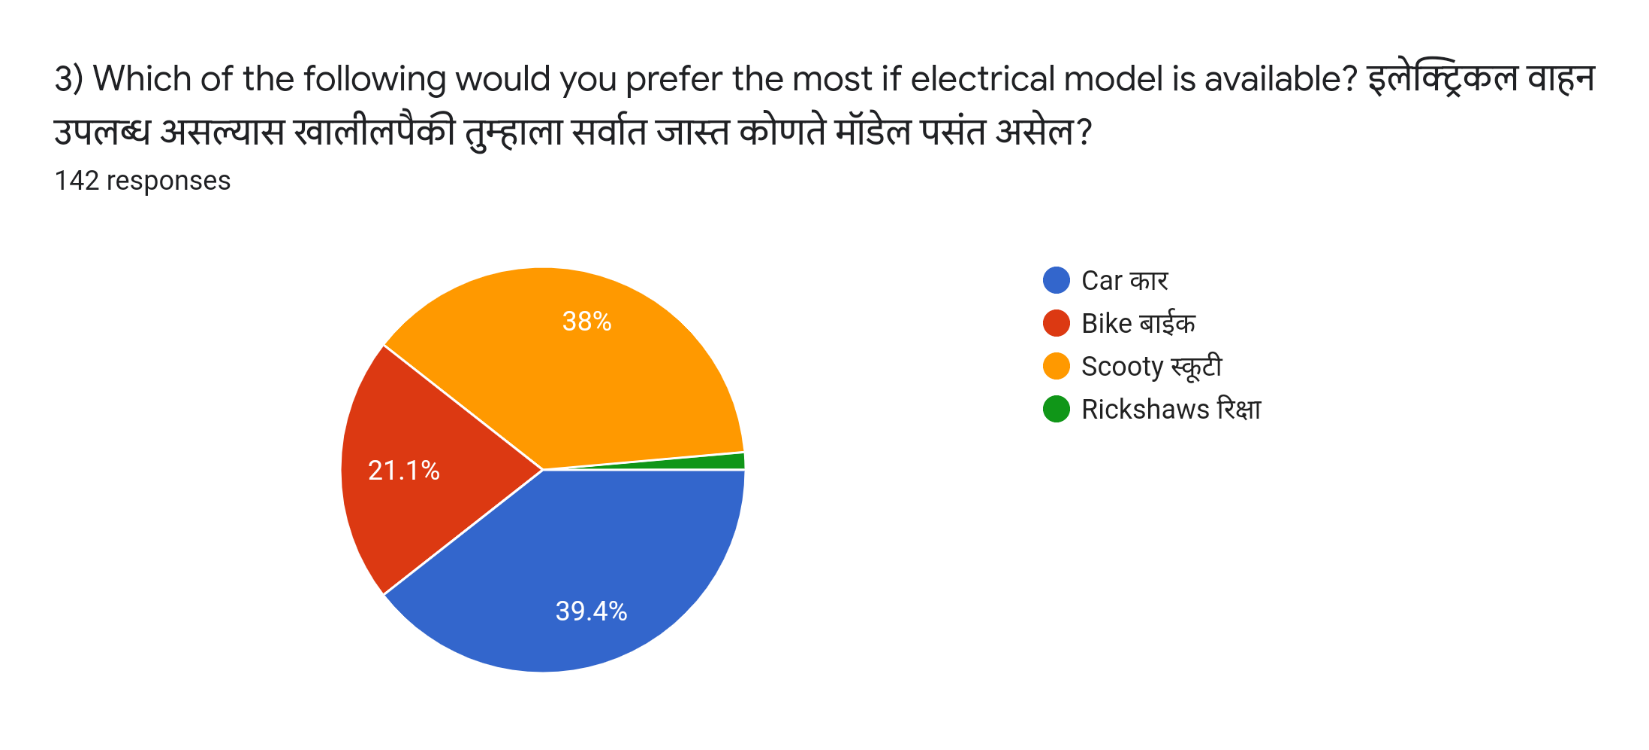 3) Which of the following would you prefer the most if electrical model is available? इलेक्ट्रिकल वाहन
उपलब्ध असल्यास खालीलपैकी तुम्हाला सर्वात जास्त कोणते मॉडेल पसंत असेल?
142 responses
38%
21.1%
39.4%
Car कार
Bike बाईक
Scooty स्कूटी
Rickshaws रिक्षा